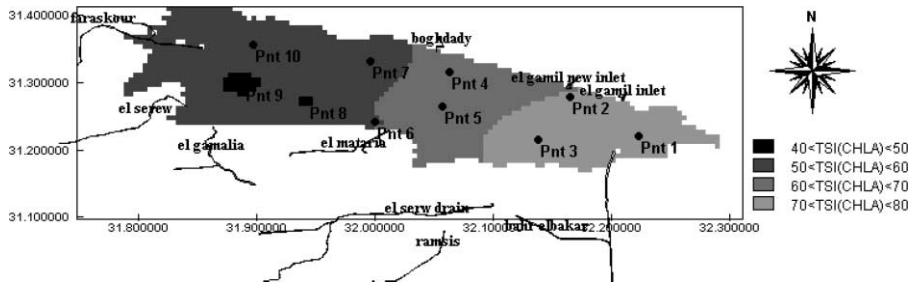 31.400000
faraskour
boghdady
N
Pnt 10
Pnt 7
31.300000
Pnt 4
el gamil new inlet
el gamil inlet
Pnt 9
Pnt 8
Pnt 2
el serew
Pnt 5
Pnt 6
el gamalia
el mataria
Pnt 3
Pnt 1
31.200000
40<TSI(CHLA)<50
50<TSI(CHLA)<60
60<TSI(CHLA)<70
70<TSI(CHLA)<80
31.100000
el serw drain
bahr elbakar
31.800000
31.900000
32.000000
32.100000
32.200000
32.300000
ramsis